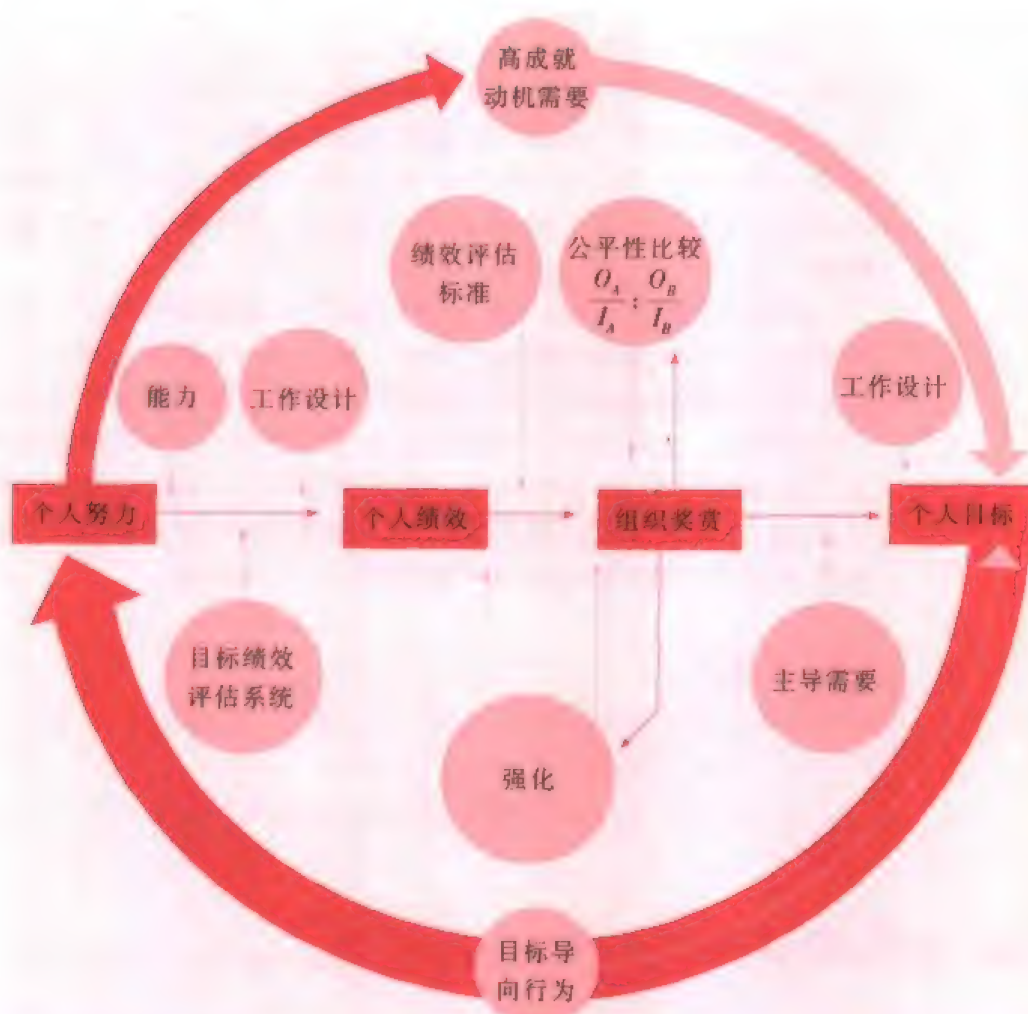 高成就
动机需要
绩效评估
标准
公平性比较
O_A/I_A : O_B/I_B
能力
工作设计
工作设计
个人努力
个人绩效
组织奖赏
个人目标
目标绩效
评估系统
主导需要
强化
目标导
向行为